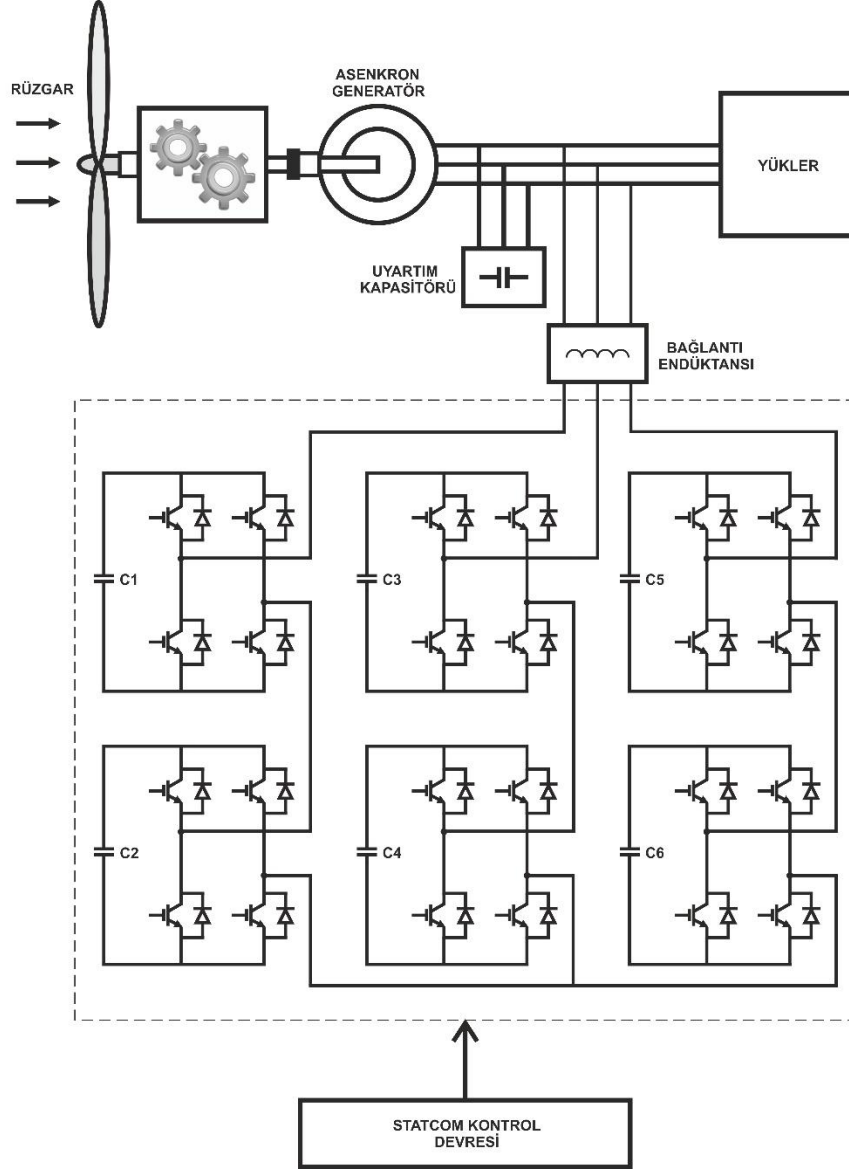 RÜZGAR
ASENKRON
GENERATÖR
YÜKLER
UYARTIM
KAPASİTÖRÜ
BAĞLANTI
ENDÜKTANSI
C1
C3
C5
C2
C4
C6
STATCOM KONTROL
DEVRESİ